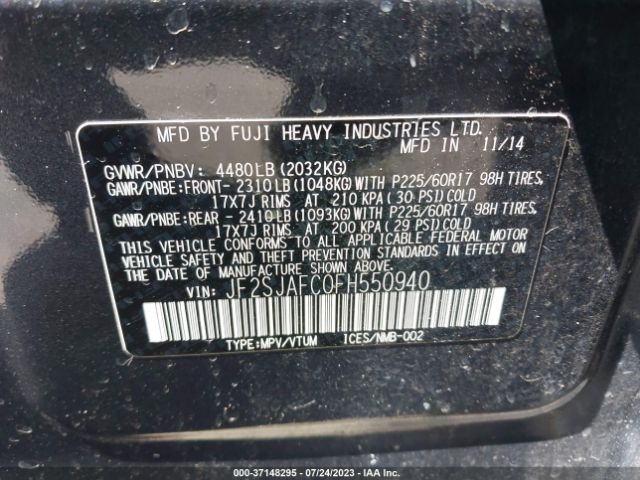 MFD BY FUJI HEAVY INDUSTRIES LTD.
MFD IN 11/14
GVWR/PNBV: 4480LB(2032KG)
GAWR/PNBE:FRONT- 2310LB(1048KG)WITH P225/60R17 98H TIRES,
17X7J RIMS AT 210 KPA(30 PSI)COLD
GAWR/PNBE:REAR - 2410LB(1093KG)WITH P225/60R17 98H TIRES,
17X7J RIMS AT 200 KPA(29 PSI)COLD
THIS VEHICLE CONFORMS TO ALL APPLICABLE FEDERAL MOTOR
VEHICLE SAFETY AND THEFT PREVENTION STANDARDS IN EFFECT
ON THE DATE OF MANUFACTURE SHOWN ABOVE.
VIN: JF2SJAFC0FH550940
TYPE:MPV/VTUM ICES/NMB-002
000-37148295 - 07/24/2023 - IAA Inc.